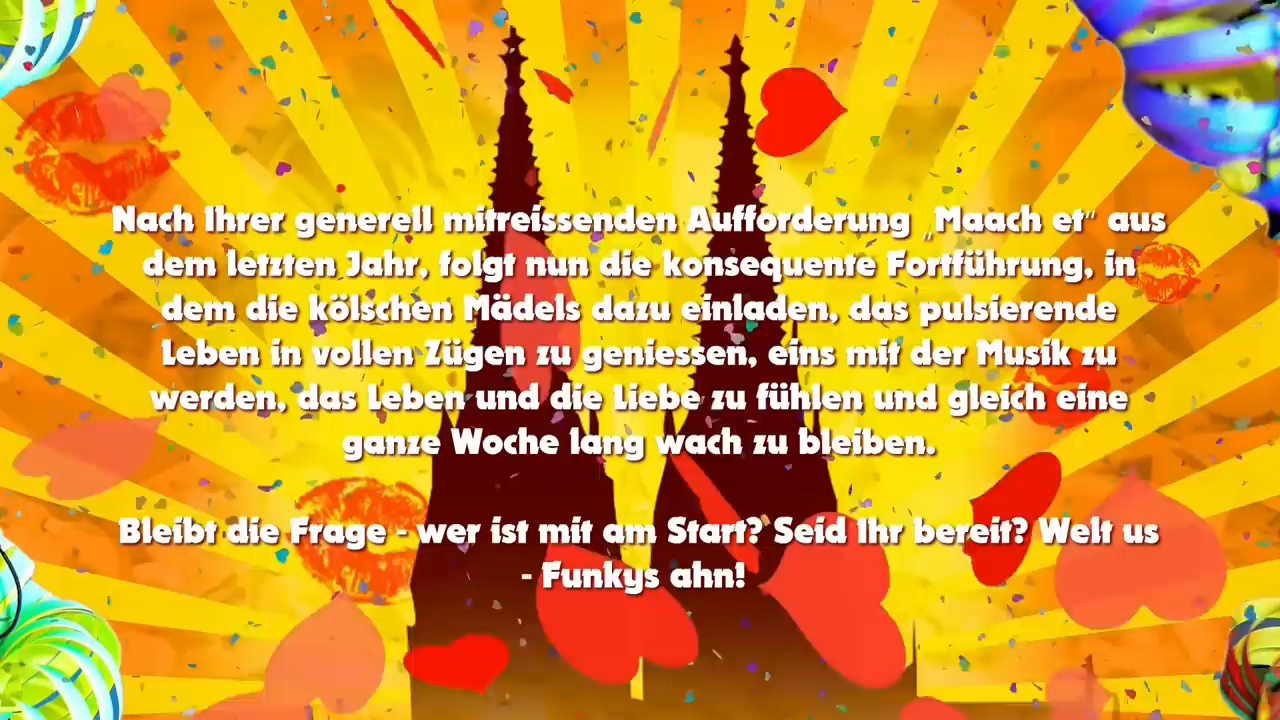 Nach Ihrer generell mitreissenden Aufforderung „Maach et“ aus
dem letzten Jahr, folgt nun die konsequente Fortführung, in
dem die kölschen Mädels dazu einladen, das pulsierende
Leben in vollen Zügen zu geniessen, eins mit der Musik zu
werden, das Leben und die Liebe zu fühlen und gleich eine
ganze Woche lang wach zu bleiben.
Bleibt die Frage - wer ist mit am Start? Seid Ihr bereit? Welt us
- Funkys ahn!